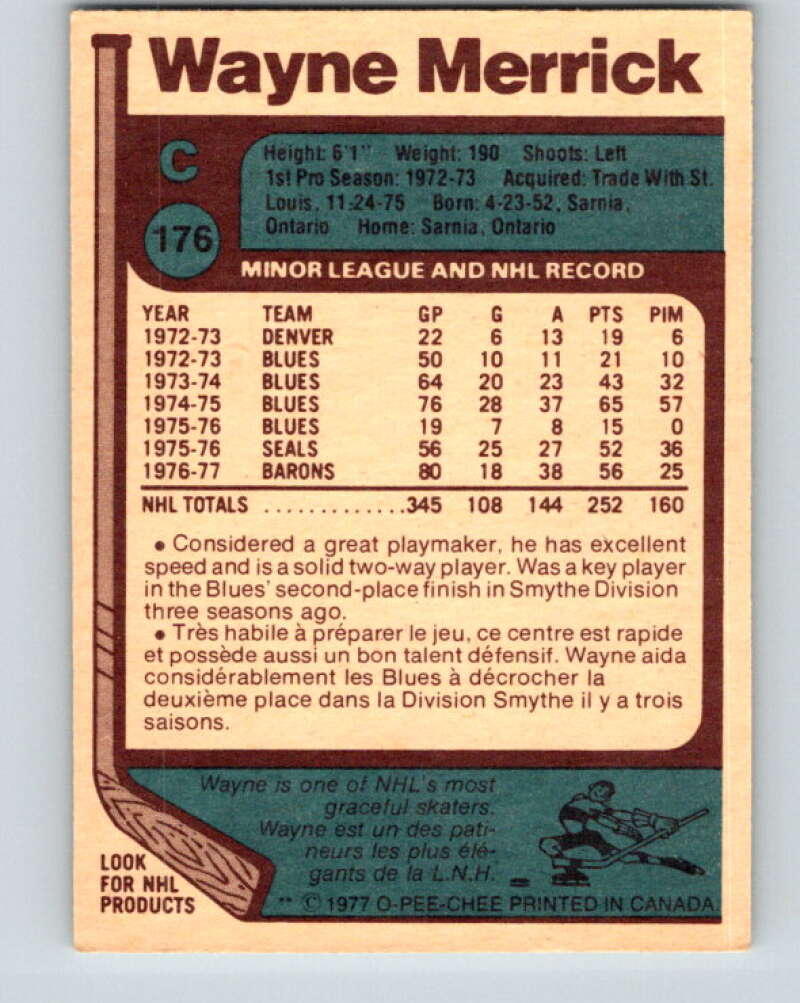 Wayne Merrick
C
176
Height: 6'1" Weight: 190 Shoots: Left
1st Pro Season: 1972-73 Acquired: Trade With St.
Louis, 11-24-75 Born: 4-23-52, Sarnia,
Ontario Home: Sarnia, Ontario
MINOR LEAGUE AND NHL RECORD
YEAR TEAM GP G A PTS PIM
1972-73 DENVER 22 6 13 19 6
1972-73 BLUES 50 10 11 21 10
1973-74 BLUES 64 20 23 43 32
1974-75 BLUES 76 28 37 65 57
1975-76 BLUES 19 7 8 15 0
1975-76 SEALS 56 25 27 52 36
1976-77 BARONS 80 18 38 56 25
NHL TOTALS .............345 108 144 252 160
• Considered a great playmaker, he has excellent
speed and is a solid two-way player. Was a key player
in the Blues' second-place finish in Smythe Division
three seasons ago.
• Très habile à préparer le jeu, ce centre est rapide
et possède aussi un bon talent défensif. Wayne aida
considérablement les Blues à décrocher la
deuxième place dans la Division Smythe il y a trois
saisons.
Wayne is one of NHL's most
graceful skaters.
Wayne est un des pati-
neurs les plus élé-
gants de la L.N.H.
LOOK
FOR NHL
PRODUCTS
** © 1977 O-PEE-CHEE PRINTED IN CANADA